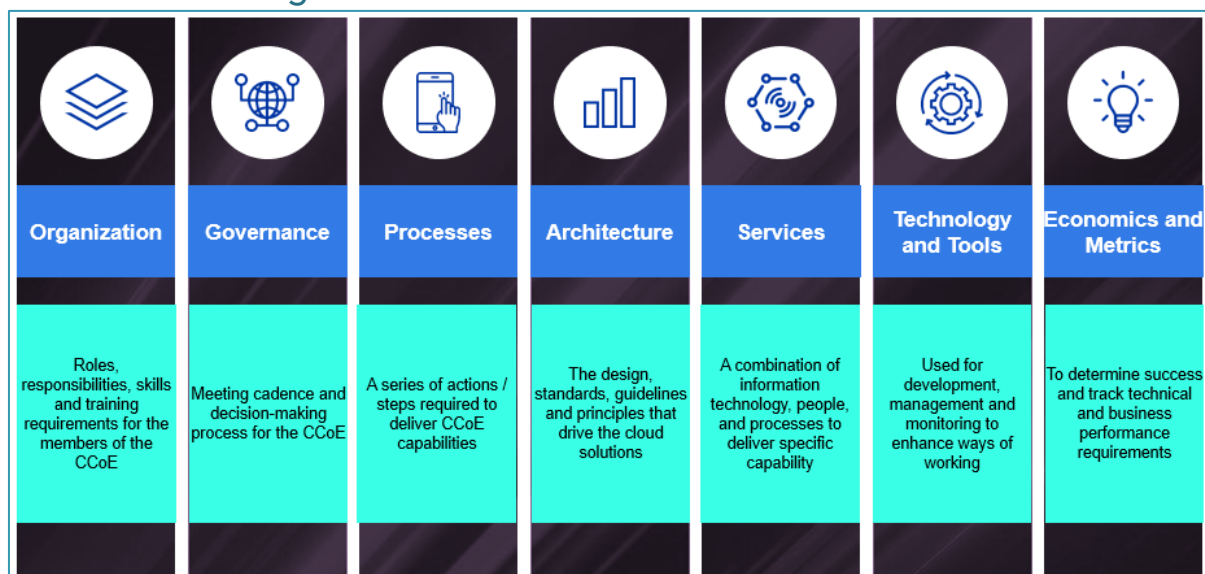 Organization
Governance
Processes
Architecture
Services
Technology
and Tools
Economics and
Metrics
Roles,
responsibilities, skills
and training
requirements for the
members of the
CCoE
Meeting cadence and
decision-making
process for the CCoE
A series of actions /
steps required to
deliver CCoE
capabilities
The design,
standards, guidelines
and principles that
drive the cloud
solutions
A combination of
information
technology, people,
and processes to
deliver specific
capability
Used for
development,
management and
monitoring to
enhance ways of
working
To determine success
and track technical
and business
performance
requirements